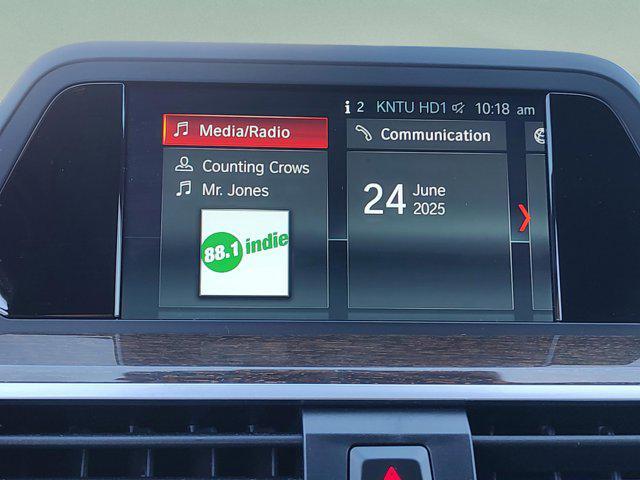 2 KNTU HD1 10:18 am
Media/Radio
Communication
Counting Crows
Mr. Jones
88.1 indie
24 June
2025